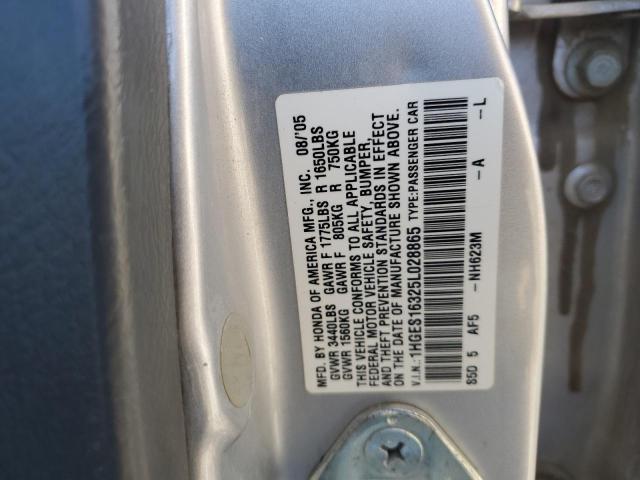 MFD. BY HONDA OF AMERICA MFG., INC. 08/'05
GVWR 3440LBS GAWR F 1775LBS R 1650LBS
GVWR 1560KG GAWR F 805KG R 750KG
THIS VEHICLE CONFORMS TO ALL APPLICABLE
FEDERAL MOTOR VEHICLE SAFETY, BUMPER,
AND THEFT PREVENTION STANDARDS IN EFFECT
ON THE DATE OF MANUFACTURE SHOWN ABOVE.
V.I.N.: 1HGES16325L028865 TYPE:PASSENGER CAR
S5D 5 AF5 -NH623M -A -L